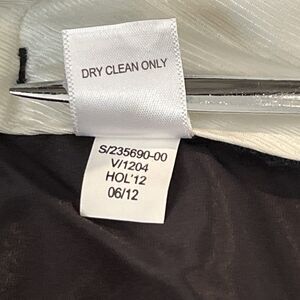 DRY CLEAN ONLY
S/235690-00
V/1204
HOL'12
06/12